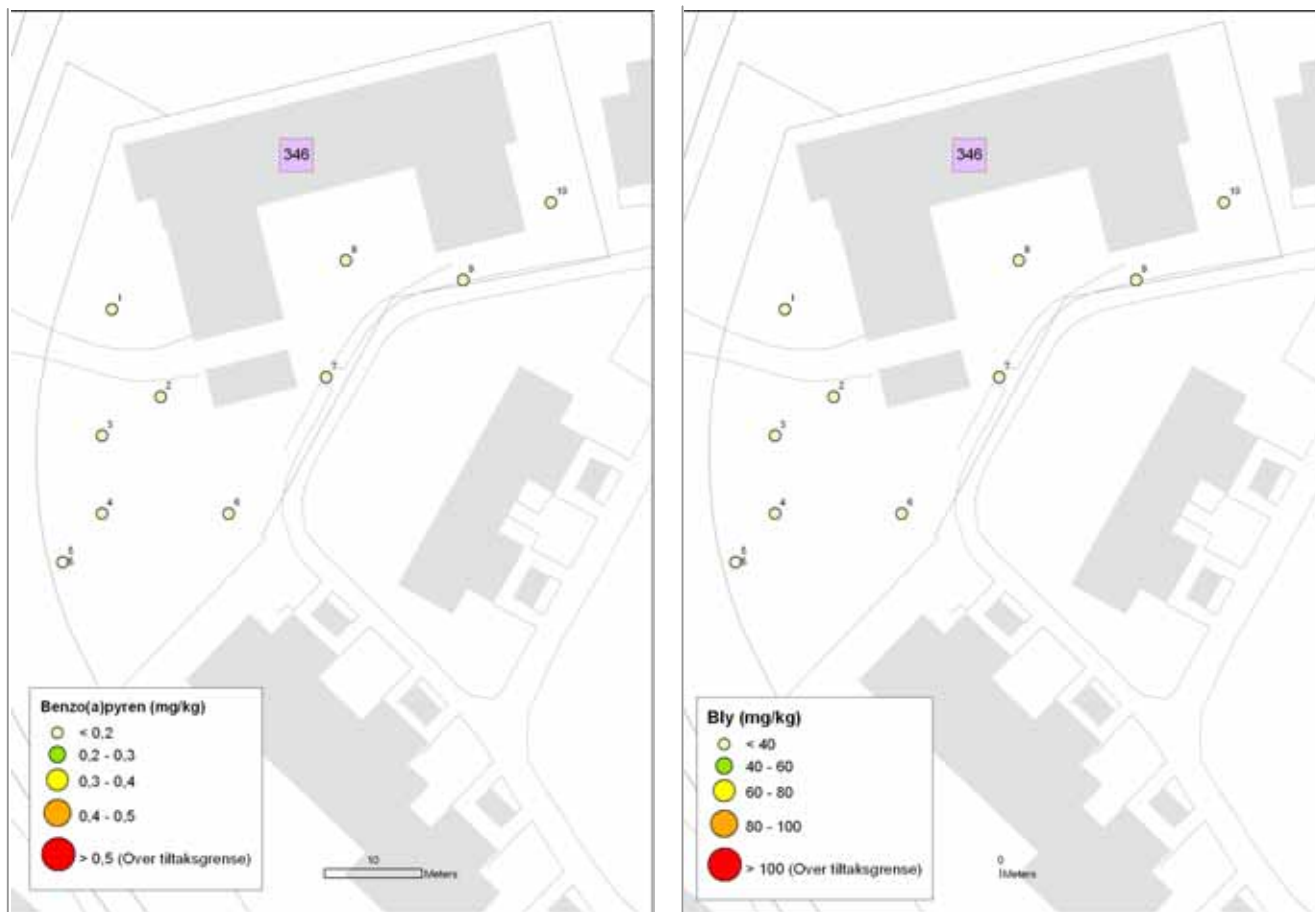 346
10
8
9
1
7
2
3
4
6
5
Benzo(a)pyren (mg/kg)
< 0,2
0,2 - 0,3
0,3 - 0,4
0,4 - 0,5
> 0,5 (Over tiltaksgrense)
10
Meters
346
10
8
9
1
7
2
3
4
6
5
Bly (mg/kg)
< 40
40 - 60
60 - 80
80 - 100
> 100 (Over tiltaksgrense)
0
Meters